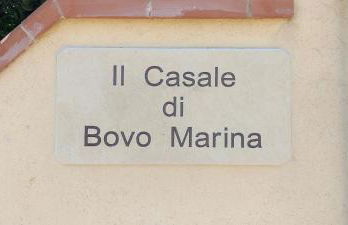 Il Casale
di
Bovo Marina